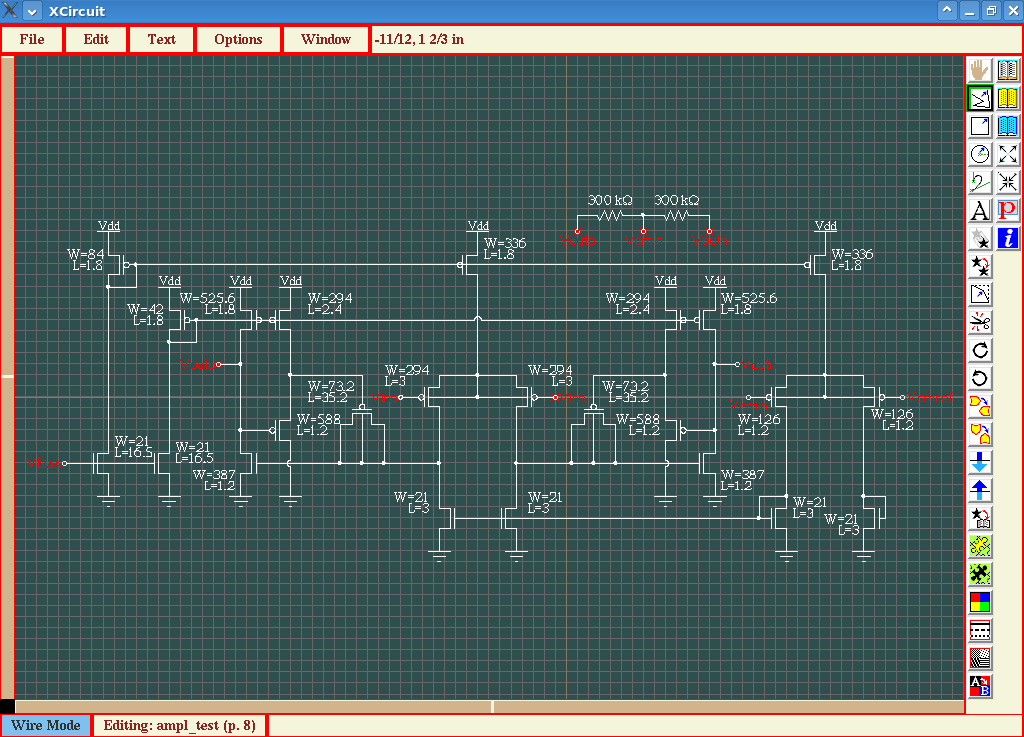 XCircuit
File Edit Text Options Window -11/12, 1 2/3 in
300 kΩ 300 kΩ
Vdd Vdd Vdd
W=84
L=1.8
W=336
L=1.8
W=336
L=1.8
Vdd Vdd Vdd Vdd Vdd
W=42
L=1.8
W=525.6
L=1.8
W=294
L=2.4
W=294
L=2.4
W=525.6
L=1.8
W=73.2
L=35.2
W=294
L=3
W=294
L=3
W=73.2
L=35.2
W=588
L=1.2
W=588
L=1.2
W=126
L=1.2
W=126
L=1.2
W=21
L=16.5
W=21
L=16.5
W=387
L=1.2
W=387
L=1.2
W=21
L=3
W=21
L=3
W=21
L=3
W=21
L=3
A
P
i
A
B
Wire Mode Editing: ampl_test (p. 8)